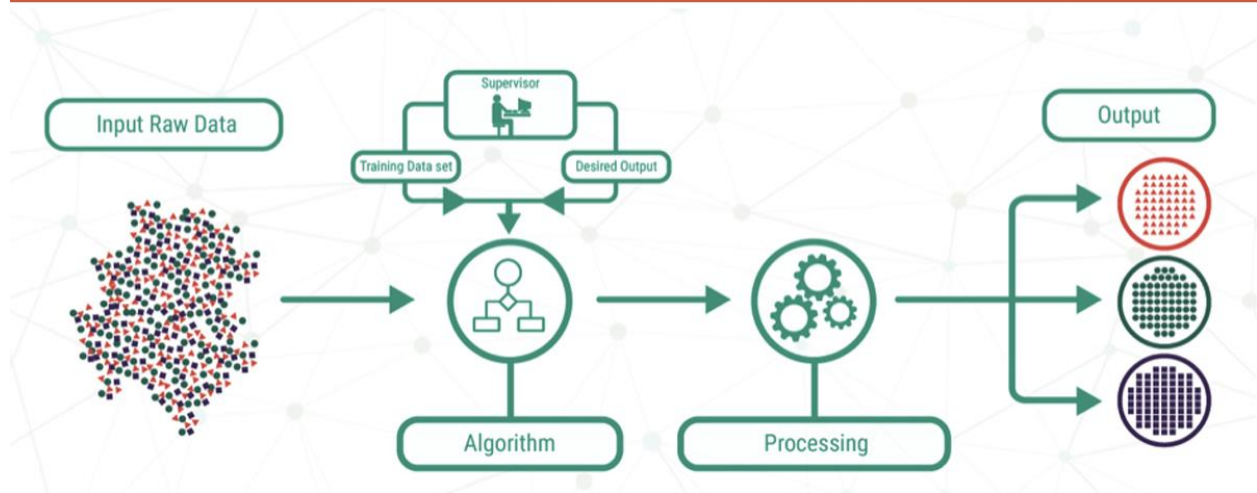 Input Raw Data
Supervisor
Training Data set
Desired Output
Algorithm
Processing
Output